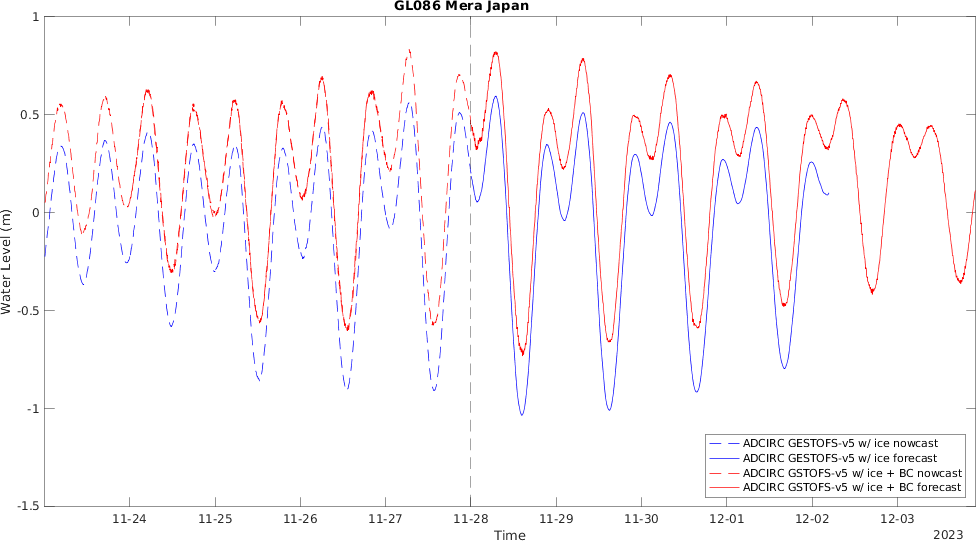 GL086 Mera Japan
1
0.5
0
-0.5
-1
-1.5
Water Level (m)
ADCIRC GESTOFS-v5 w/ ice nowcast
ADCIRC GESTOFS-v5 w/ ice forecast
ADCIRC GSTOFS-v5 w/ ice + BC nowcast
ADCIRC GSTOFS-v5 w/ ice + BC forecast
11-24 11-25 11-26 11-27 11-28 11-29 11-30 12-01 12-02 12-03
Time
2023